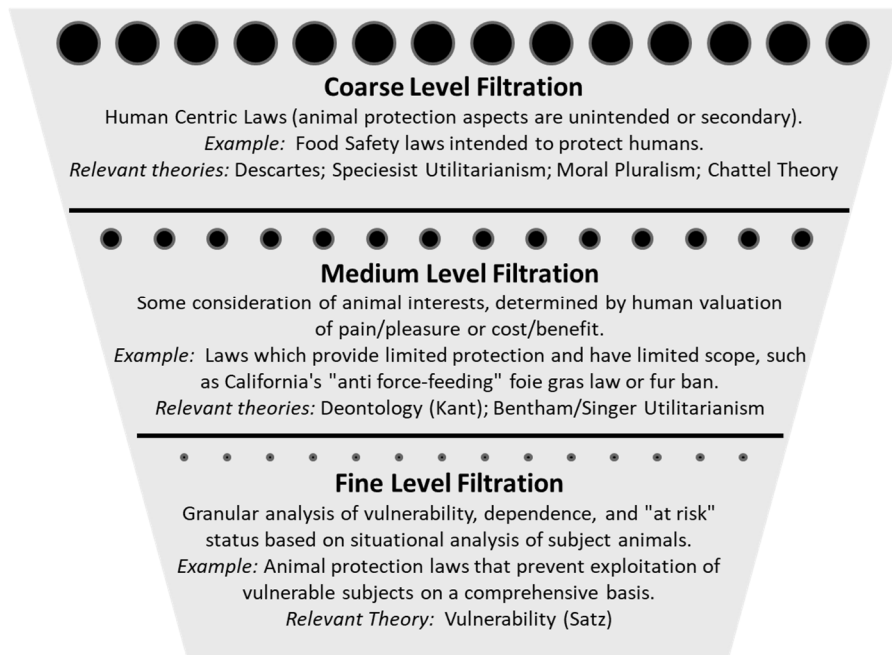 Coarse Level Filtration
Human Centric Laws (animal protection aspects are unintended or secondary).
Example: Food Safety laws intended to protect humans.
Relevant theories: Descartes; Speciesist Utilitarianism; Moral Pluralism; Chattel Theory
Medium Level Filtration
Some consideration of animal interests, determined by human valuation
of pain/pleasure or cost/benefit.
Example: Laws which provide limited protection and have limited scope, such
as California's "anti force-feeding" foie gras law or fur ban.
Relevant theories: Deontology (Kant); Bentham/Singer Utilitarianism
Fine Level Filtration
Granular analysis of vulnerability, dependence, and "at risk"
status based on situational analysis of subject animals.
Example: Animal protection laws that prevent exploitation of
vulnerable subjects on a comprehensive basis.
Relevant Theory: Vulnerability (Satz)